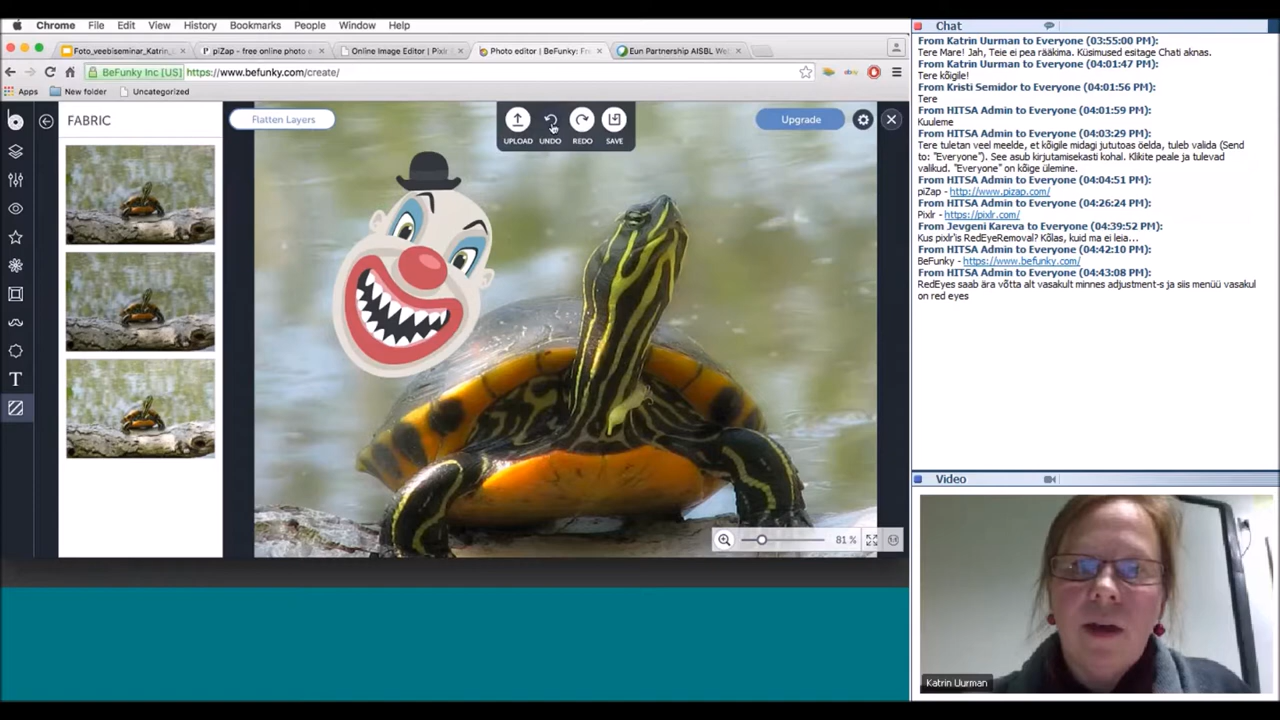 Chrome File Edit View History Bookmarks People Window Help
Foto_veebiseminar_Katrin_
piZap - free online photo e
Online Image Editor | Pixlr
Photo editor | BeFunky: Fr
Eun Partnership AISBL We
BeFunky Inc [US] https://www.befunky.com/create/
Apps New folder Uncategorized
FABRIC
Flatten Layers
UPLOAD UNDO REDO SAVE
Upgrade
T
81 %
Chat
From Katrin Uurman to Everyone (03:55:00 PM):
Tere Mare! Jah, Teie ei pea rääkima. Küsimused esitage Chati aknas.
From Katrin Uurman to Everyone (04:01:47 PM):
Tere kõigile!
From Kristi Semidor to Everyone (04:01:56 PM):
Tere
From HITSA Admin to Everyone (04:01:59 PM):
Kuuleme
From HITSA Admin to Everyone (04:03:29 PM):
Tere tuletan veel meelde, et kõigile midagi jututoas öelda, tuleb valida (Send
to: "Everyone"). See asub kirjutamisekasti kohal. Klikite peale ja tulevad
valikud. "Everyone" on kõige ülemine.
From HITSA Admin to Everyone (04:04:51 PM):
piZap - http://www.pizap.com/
From HITSA Admin to Everyone (04:26:24 PM):
Pixlr - https://pixlr.com/
From Jevgeni Kareva to Everyone (04:39:52 PM):
Kus pixlr'is RedEyeRemoval? Kõlas, kuid ma ei leia...
From HITSA Admin to Everyone (04:42:10 PM):
BeFunky - https://www.befunky.com/
From HITSA Admin to Everyone (04:43:08 PM):
RedEyes saab ära võtta alt vasakult minnes adjustment-s ja siis menüü vasakul
on red eyes
Video
Katrin Uurman